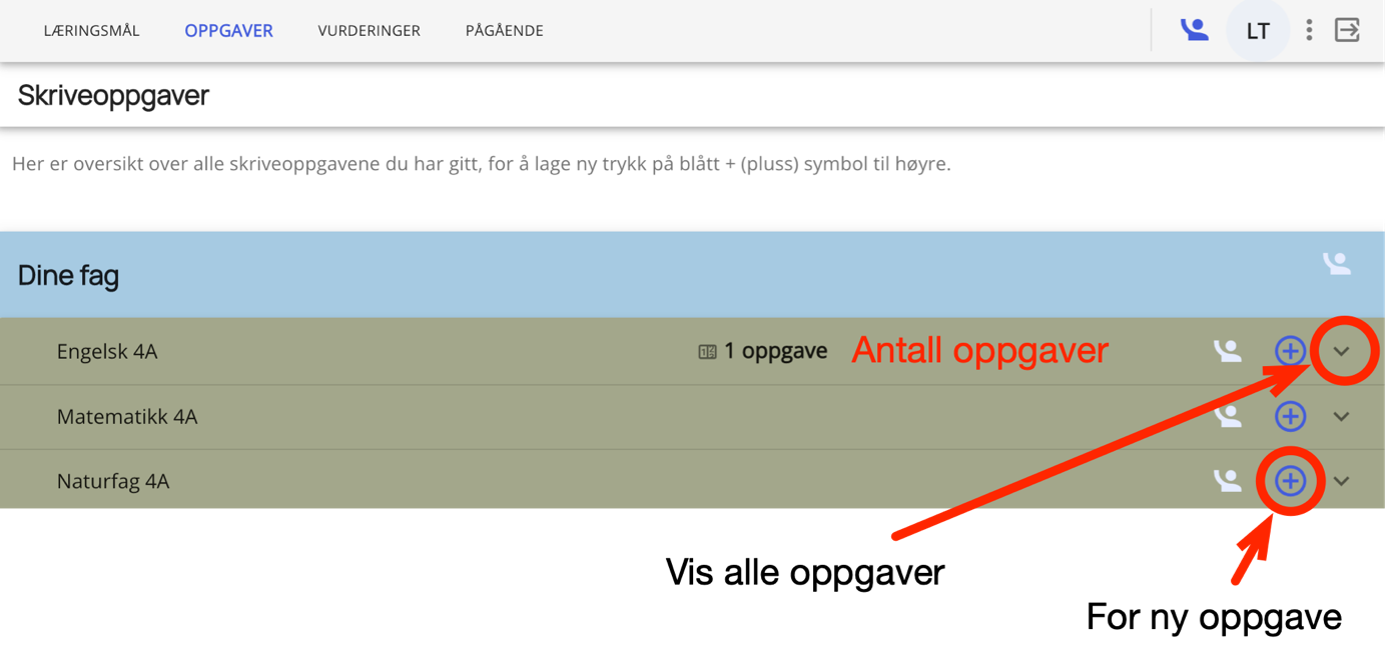 LÆRINGSMÅL OPPGAVER VURDERINGER PÅGÅENDE LT
Skriveoppgaver
Her er oversikt over alle skriveoppgavene du har gitt, for å lage ny trykk på blått + (pluss) symbol til høyre.
Dine fag
Engelsk 4A 1 oppgave Antall oppgaver
Matematikk 4A
Naturfag 4A
Vis alle oppgaver
For ny oppgave